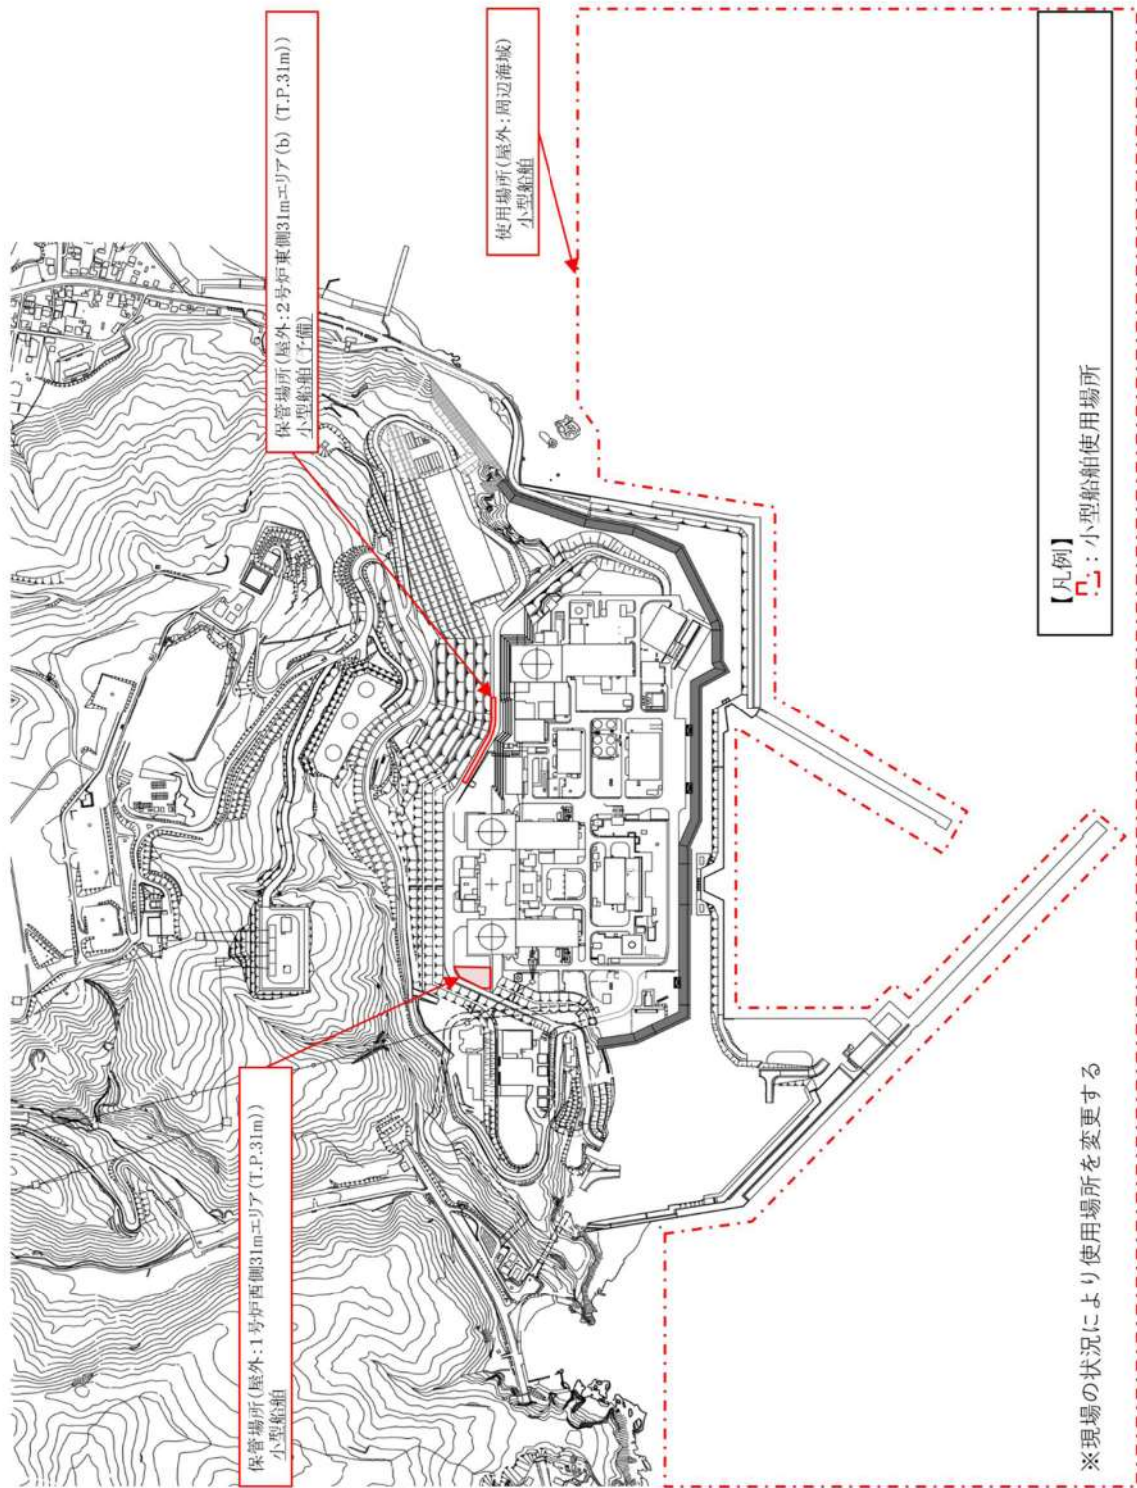 保管場所(屋外:1号炉西側31mエリア(T.P.31m))
小型船舶
保管場所(屋外:2号炉東側31mエリア(b) (T.P.31m))
小型船舶(予備)
使用場所(屋外:周辺海域)
小型船舶
【凡例】
:小型船舶使用場所
※現場の状況により使用場所を変更する